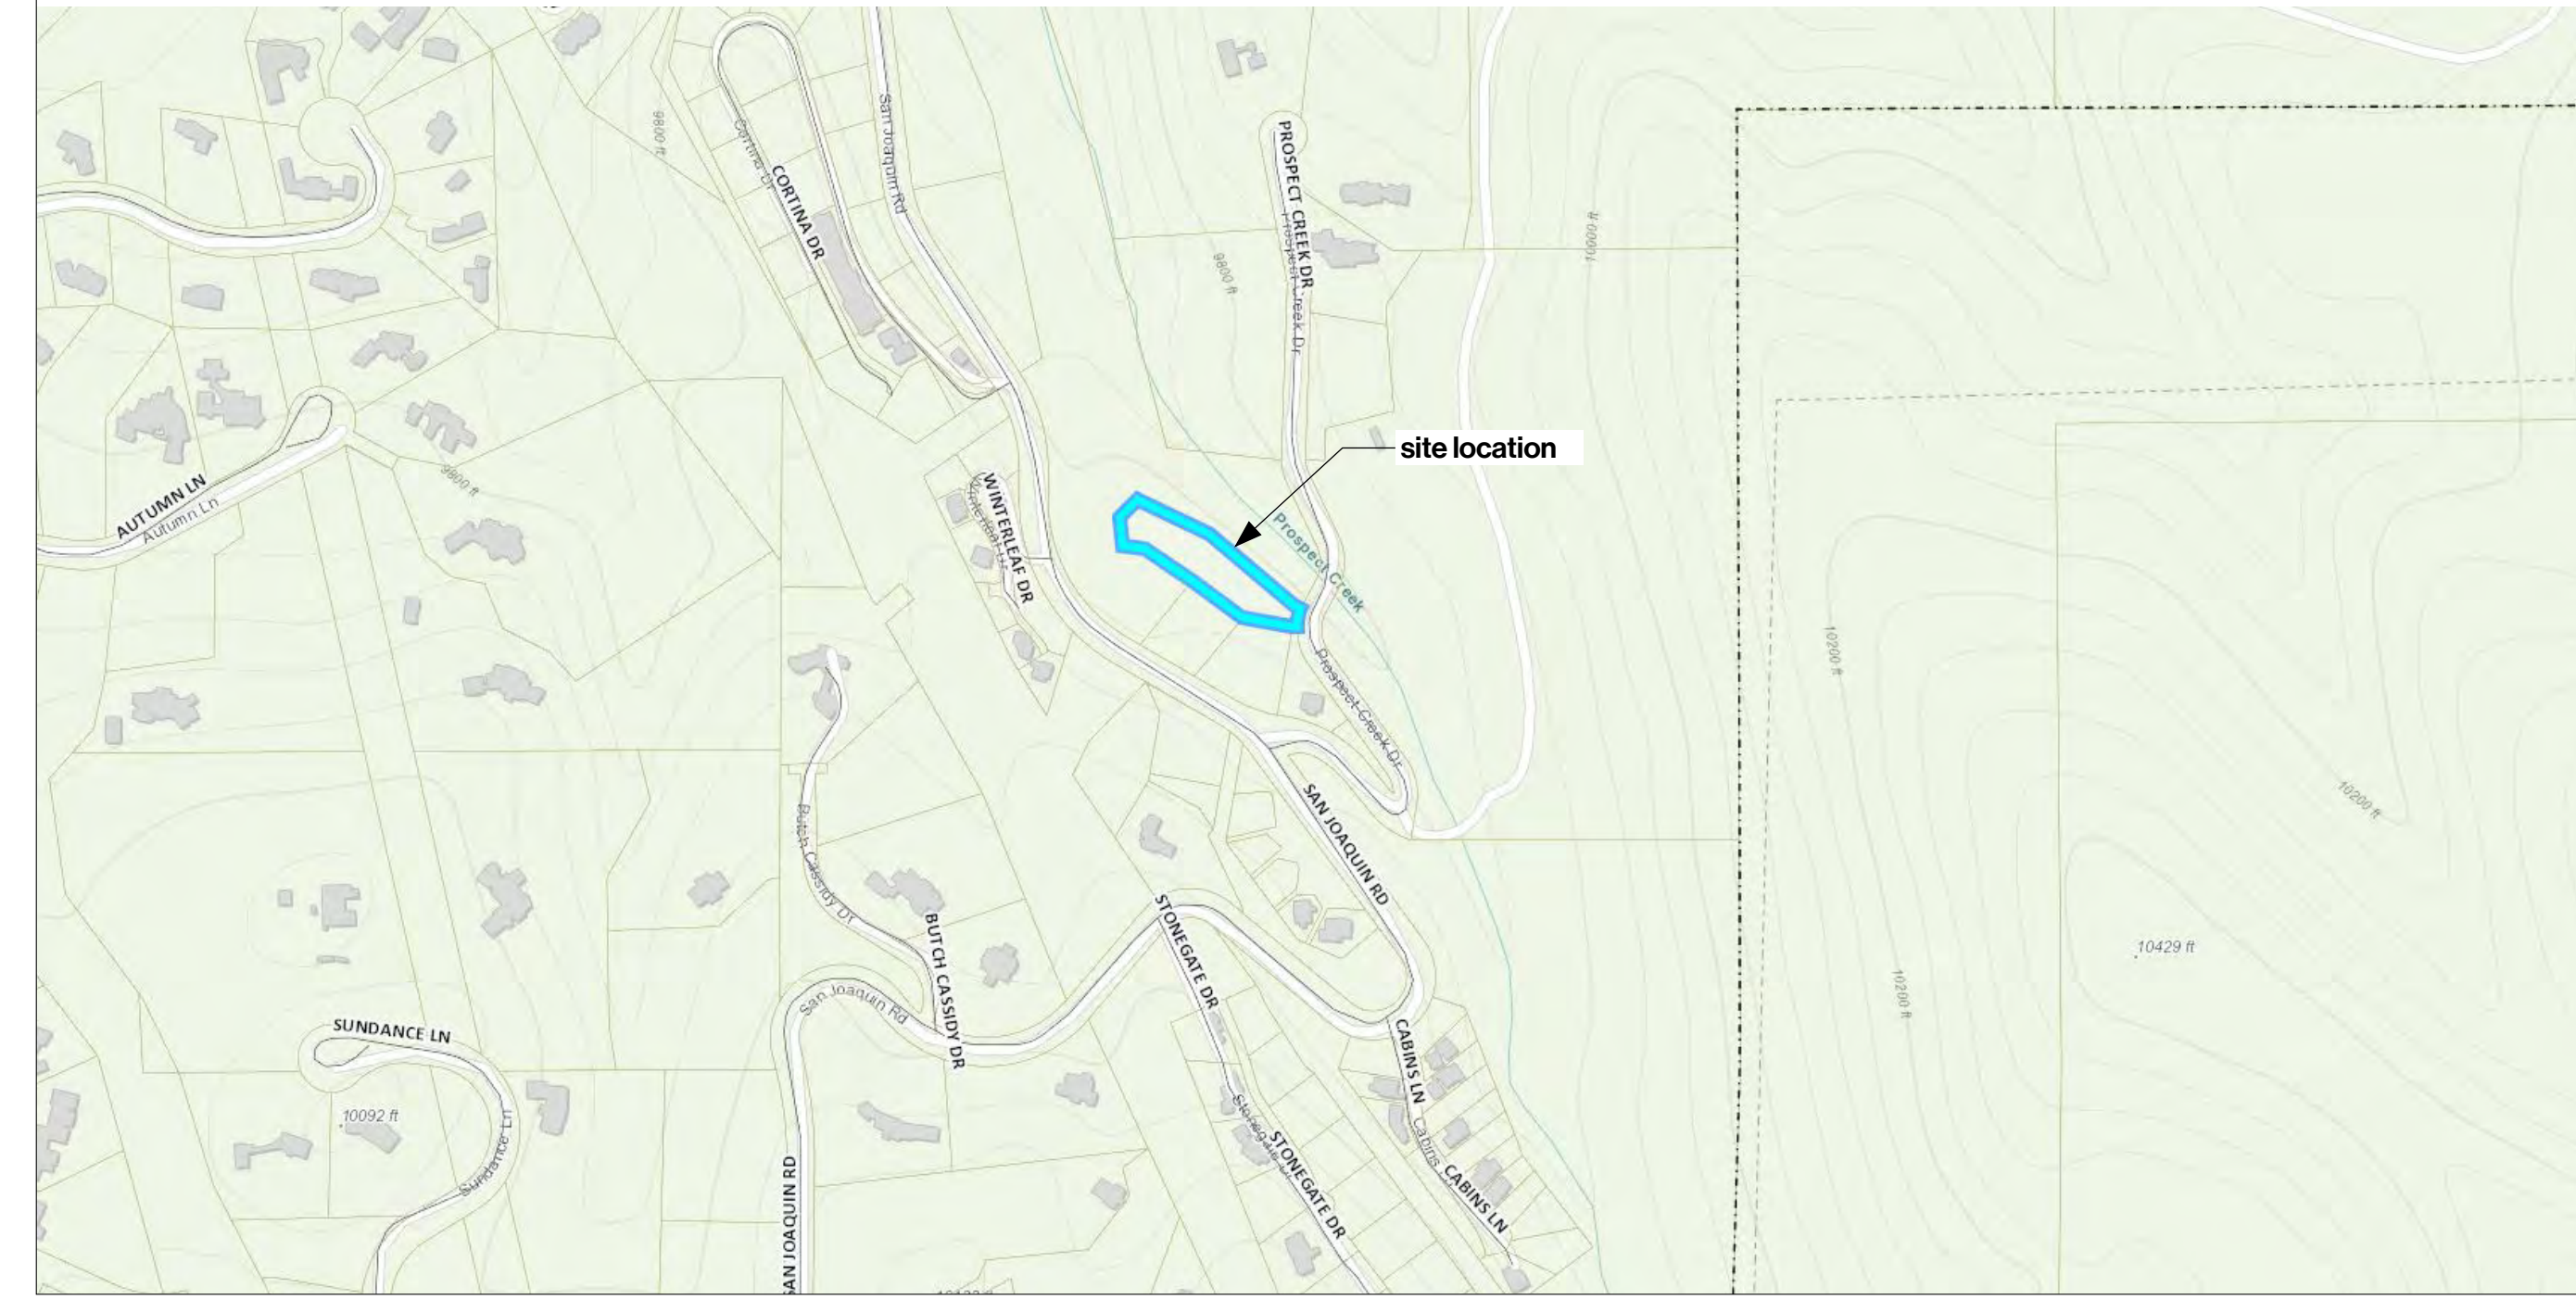 San Joaquin Rd
9800 ft
Cortina Dr
CORTINA DR
PROSPECT CREEK DR
Prospect Creek Dr
9800 ft
10000 ft
site location
AUTUMN LN
Autumn Ln
9800 ft
WINTERLEAF DR
Prospect Creek
Prospect Creek Dr
10200 ft
10200 ft
SAN JOAQUIN RD
Butch Cassidy Dr
BUTCH CASSIDY DR
STONEGATE DR
10429 ft
10200 ft
San Joaquin Rd
SUNDANCE LN
CABINS LN
10092 ft
Sundance Ln
Stonegate Dr
STONEGATE DR
Cabins
CABINS LN
SAN JOAQUIN RD